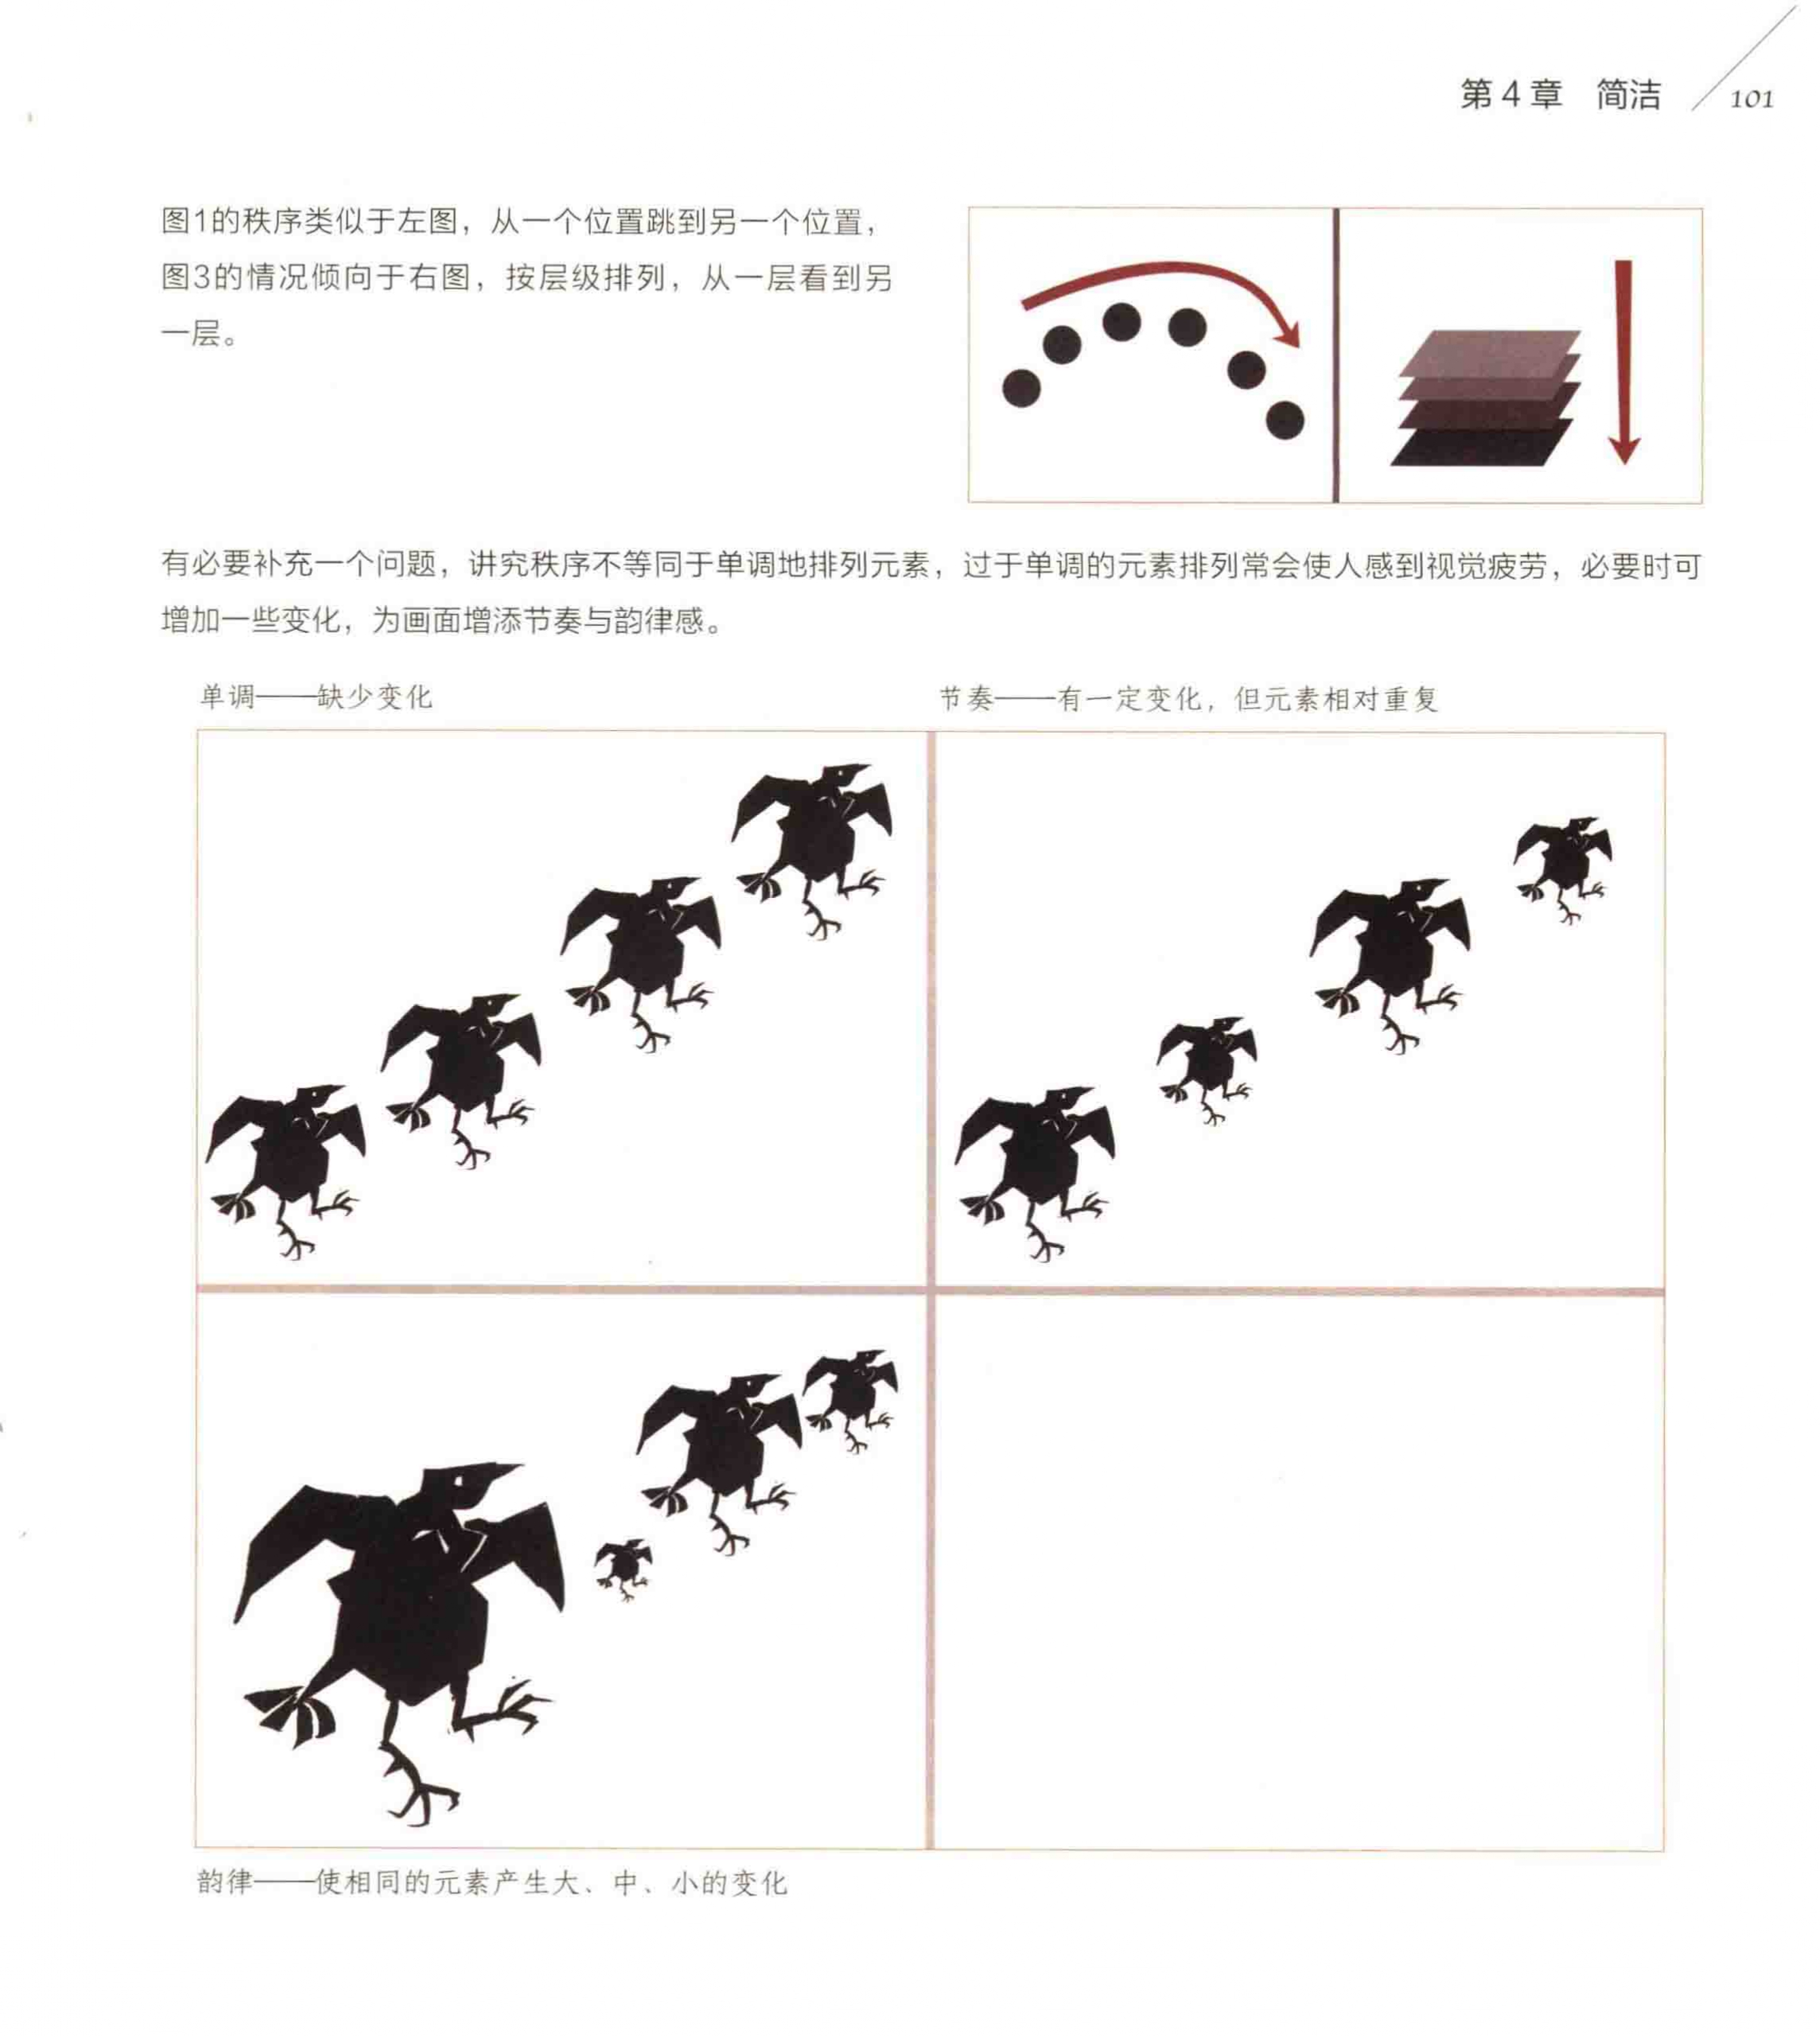 第4章 简洁 101
图1的秩序类似于左图，从一个位置跳到另一个位置，
图3的情况倾向于右图，按层级排列，从一层看到另
一层。
有必要补充一个问题，讲究秩序不等同于单调地排列元素，过于单调的元素排列常会使人感到视觉疲劳，必要时可
增加一些变化，为画面增添节奏与韵律感。
单调——缺少变化
节奏——有一定变化，但元素相对重复
韵律——使相同的元素产生大、中、小的变化